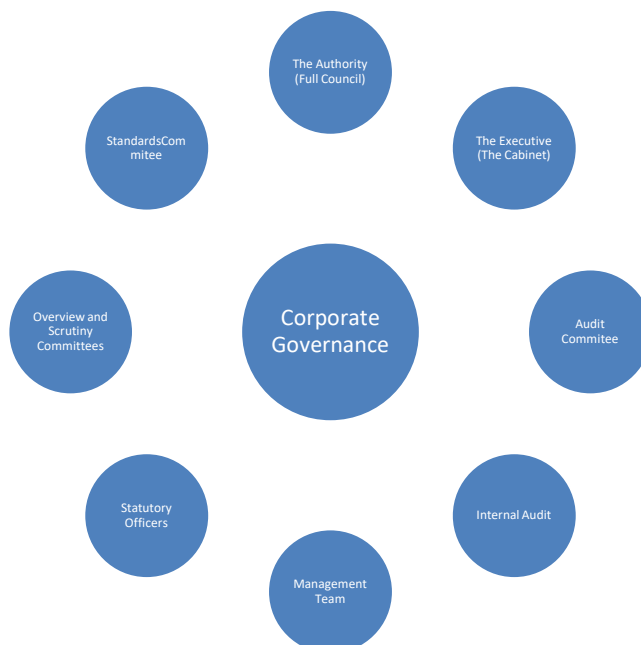 The Authority
(Full Council)
StandardsCom
mitee
The Executive
(The Cabinet)
Overview and
Scrutiny
Committees
Corporate
Governance
Audit
Commitee
Statutory
Officers
Internal Audit
Management
Team